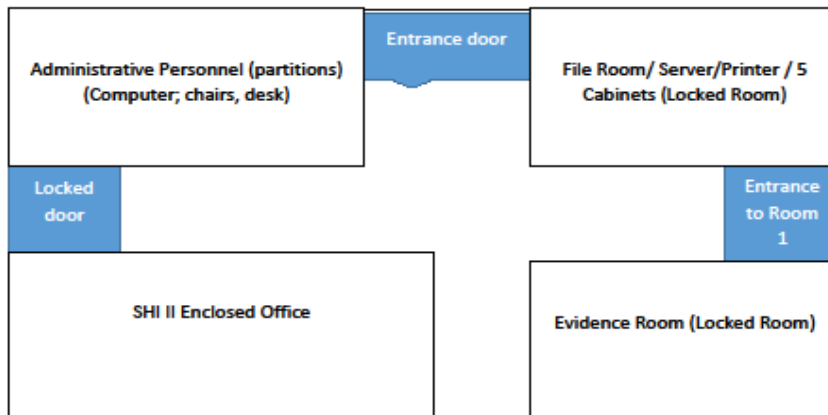 Administrative Personnel (partitions)
(Computer; chairs, desk)
Entrance door
File Room/ Server/Printer / 5
Cabinets (Locked Room)
Locked
door
Entrance
to Room
1
SHI II Enclosed Office
Evidence Room (Locked Room)